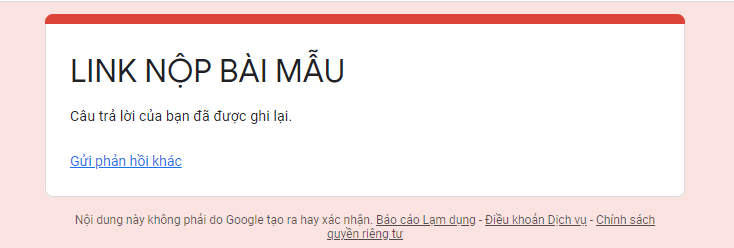 LINK NỘP BÀI MẪU
Câu trả lời của bạn đã được ghi lại.
Gửi phản hồi khác
Nội dung này không phải do Google tạo ra hay xác nhận. Báo cáo Lạm dụng - Điều khoản Dịch vụ - Chính sách
quyền riêng tư